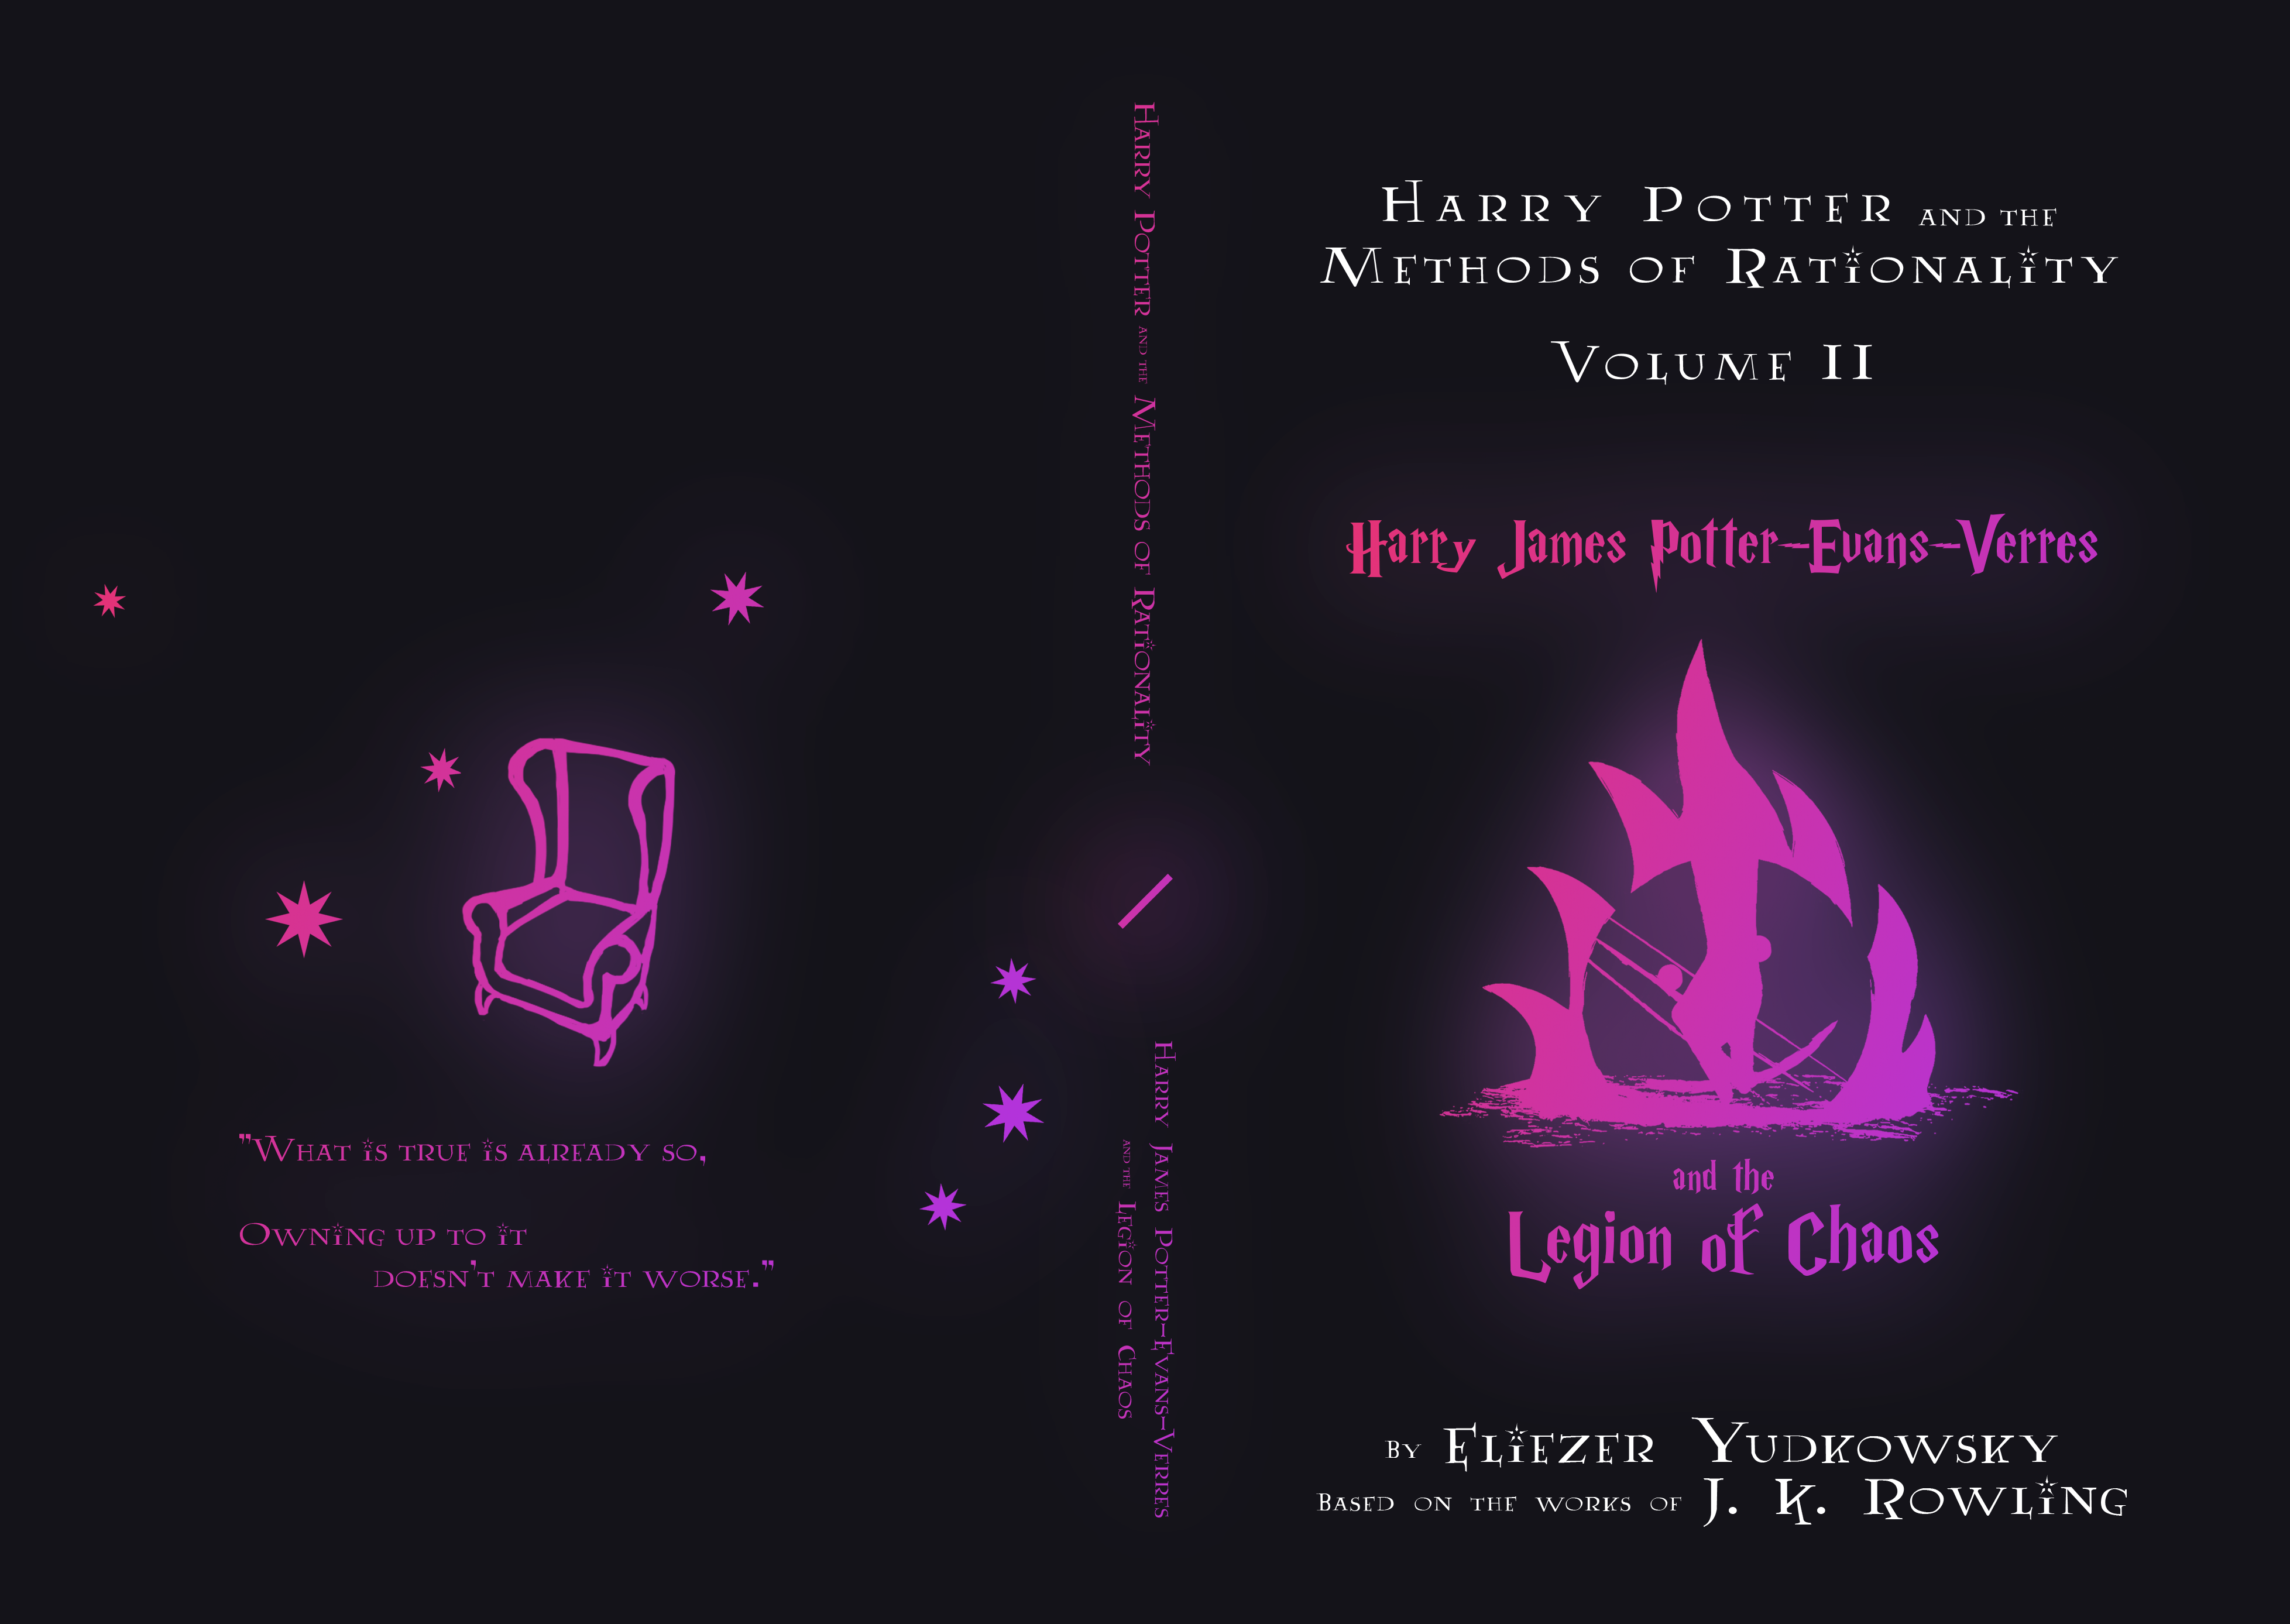 "What is true is already so,
Owning up to it
doesn't make it worse."
Harry Potter and the Methods of Rationality
Harry James Potter-Evans-Verres
and the Legion of Chaos
Harry Potter and the
Methods of Rationality
Volume II
Harry James Potter-Evans-Verres
and the
Legion of Chaos
By Eliezer Yudkowsky
Based on the works of J. K. Rowling